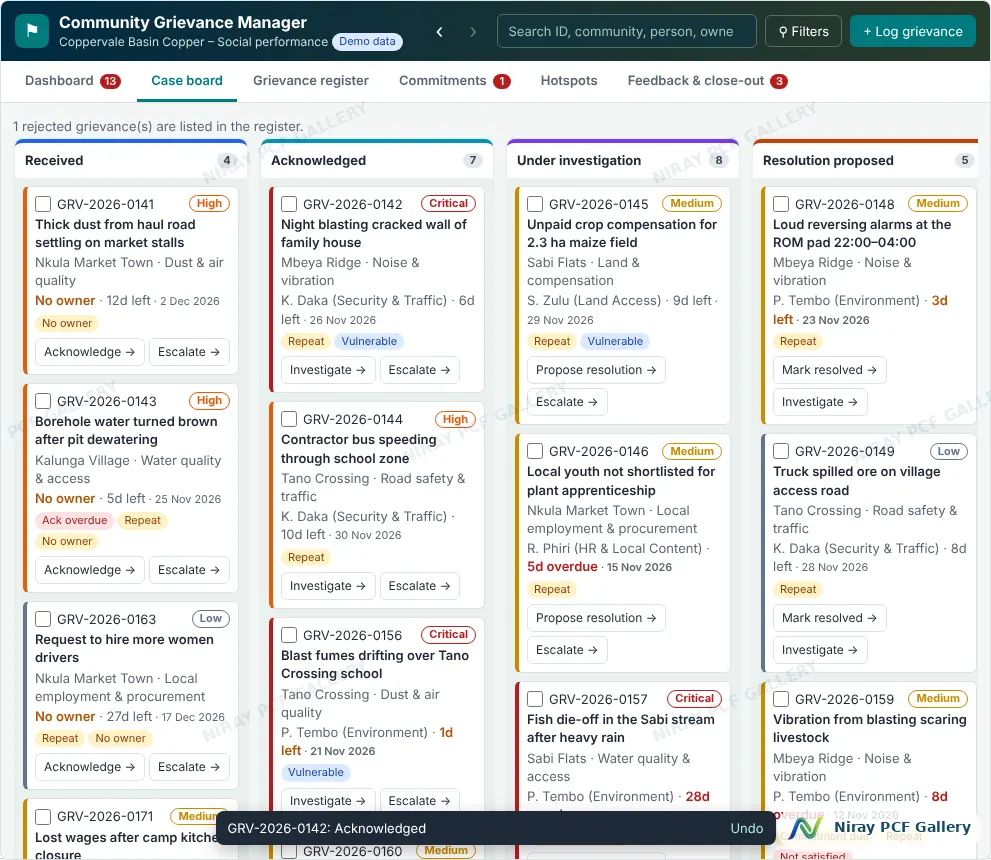 Community Grievance Manager
Coppervale Basin Copper – Social performance Demo data
Search ID, community, person, owne
Filters
+ Log grievance
Dashboard 13
Case board
Grievance register
Commitments 1
Hotspots
Feedback & close-out 3
1 rejected grievance(s) are listed in the register.
Received 4
GRV-2026-0141 High
Thick dust from haul road
settling on market stalls
Nkula Market Town · Dust & air
quality
No owner · 12d left · 2 Dec 2026
No owner
Acknowledge → Escalate →
GRV-2026-0143 High
Borehole water turned brown
after pit dewatering
Kalunga Village · Water quality
& access
No owner · 5d left · 25 Nov 2026
Ack overdue Repeat
No owner
Acknowledge → Escalate →
GRV-2026-0163 Low
Request to hire more women
drivers
Nkula Market Town · Local
employment & procurement
No owner · 27d left · 17 Dec 2026
Repeat No owner
Acknowledge → Escalate →
GRV-2026-0171 Medium
Lost wages after camp kitche
closure
Acknowledged 7
GRV-2026-0142 Critical
Night blasting cracked wall of
family house
Mbeya Ridge · Noise &
vibration
K. Daka (Security & Traffic) · 6d
left · 26 Nov 2026
Repeat Vulnerable
Investigate → Escalate →
GRV-2026-0144 High
Contractor bus speeding
through school zone
Tano Crossing · Road safety &
traffic
K. Daka (Security & Traffic) ·
10d left · 30 Nov 2026
Repeat
Investigate → Escalate →
GRV-2026-0156 Critical
Blast fumes drifting over Tano
Crossing school
Tano Crossing · Dust & air
quality
P. Tembo (Environment) · 1d
left · 21 Nov 2026
Vulnerable
Investigate → Escalate →
GRV-2026-0160 Medium
Under investigation 8
GRV-2026-0145 Medium
Unpaid crop compensation for
2.3 ha maize field
Sabi Flats · Land &
compensation
S. Zulu (Land Access) · 9d left ·
29 Nov 2026
Repeat Vulnerable
Propose resolution →
Escalate →
GRV-2026-0146 Medium
Local youth not shortlisted for
plant apprenticeship
Nkula Market Town · Local
employment & procurement
R. Phiri (HR & Local Content) ·
5d overdue · 15 Nov 2026
Repeat
Propose resolution →
Escalate →
GRV-2026-0157 Critical
Fish die-off in the Sabi stream
after heavy rain
Sabi Flats · Water quality &
access
P. Tembo (Environment) · 28d
Resolution proposed 5
GRV-2026-0148 Medium
Loud reversing alarms at the
ROM pad 22:00–04:00
Mbeya Ridge · Noise &
vibration
P. Tembo (Environment) · 3d
left · 23 Nov 2026
Repeat
Mark resolved →
Investigate →
GRV-2026-0149 Low
Truck spilled ore on village
access road
Tano Crossing · Road safety &
traffic
K. Daka (Security & Traffic) · 8d
left · 28 Nov 2026
Repeat
Mark resolved →
Investigate →
GRV-2026-0159 Medium
Vibration from blasting scaring
livestock
Mbeya Ridge · Noise &
vibration
P. Tembo (Environment) · 8d
overdue · 12 Nov 2026
Repeat
Not satisfied
GRV-2026-0142: Acknowledged Undo
Niray PCF Gallery
NIRAY PCF GALLERY